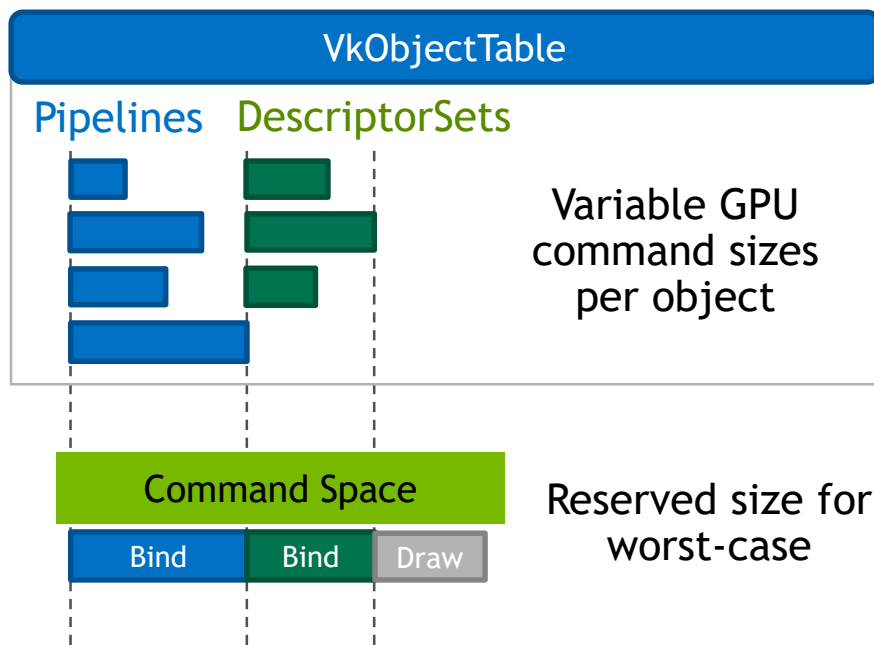 VkObjectTable
Pipelines
DescriptorSets
Variable GPU
command sizes
per object
Command Space
Reserved size for
worst-case
Bind
Bind
Draw